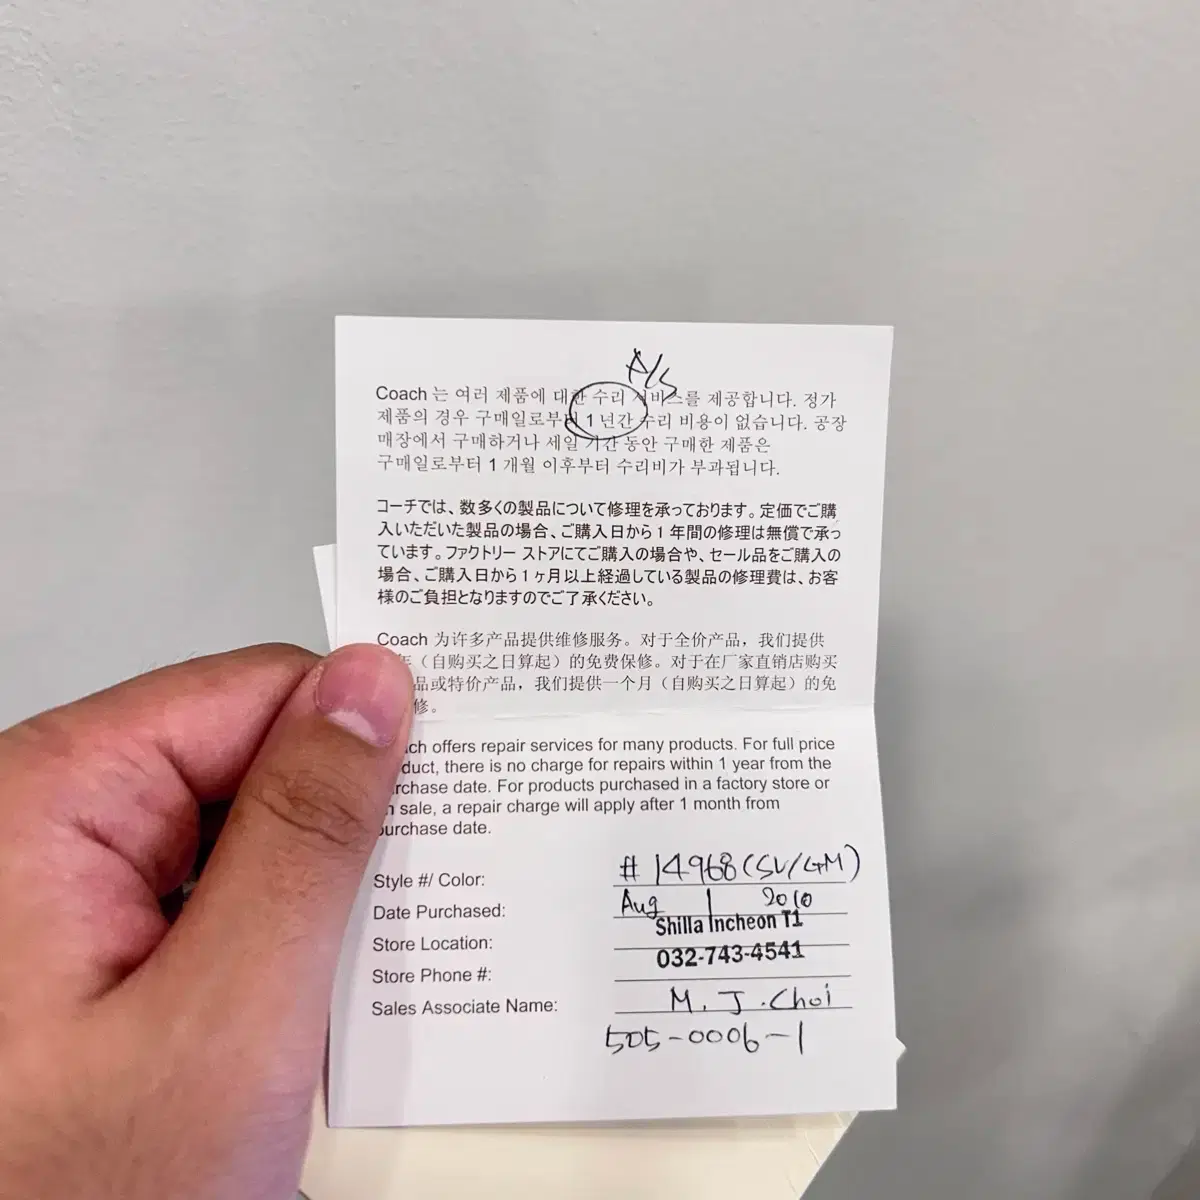 A/S
Coach 는 여러 제품에 대한 수리 서비스를 제공합니다. 정가
제품의 경우 구매일로부터 1 년간 수리 비용이 없습니다. 공장
매장에서 구매하거나 세일 기간 동안 구매한 제품은
구매일로부터 1 개월 이후부터 수리비가 부과됩니다.
コーチでは、数多くの製品について修理を承っております。定価でご購
入いただいた製品の場合、ご購入日から 1 年間の修理は無償で承っ
ています。ファクトリー ストアにてご購入の場合や、セール品をご購入の
場合、ご購入日から 1 ヶ月以上経過している製品の修理費は、お客
様のご負担となりますのでご了承ください。
Coach 为许多产品提供维修服务。对于全价产品，我们提供
年（自购买之日算起）的免费保修。对于在厂家直销店购买
品或特价产品，我们提供一个月（自购买之日算起）的免
修。
ch offers repair services for many products. For full price
duct, there is no charge for repairs within 1 year from the
rchase date. For products purchased in a factory store or
n sale, a repair charge will apply after 1 month from
purchase date.
Style #/ Color: # 14968(SV/GM)
Date Purchased: Aug 1 2010
Store Location: Shilla Incheon T1
Store Phone #: 032-743-4541
Sales Associate Name: M. J. Choi
505-0006-1